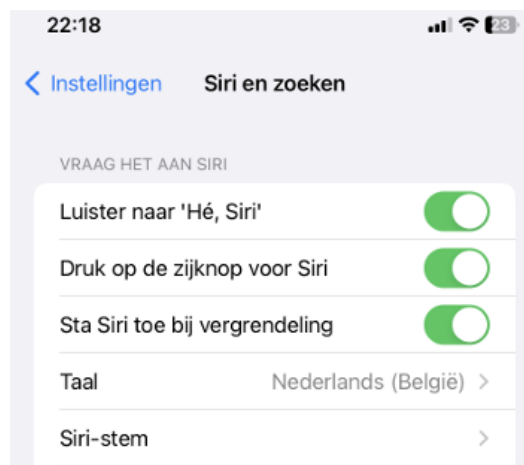 22:18 23
Instellingen Siri en zoeken
VRAAG HET AAN SIRI
Luister naar 'Hé, Siri'
Druk op de zijknop voor Siri
Sta Siri toe bij vergrendeling
Taal Nederlands (België)
Siri-stem